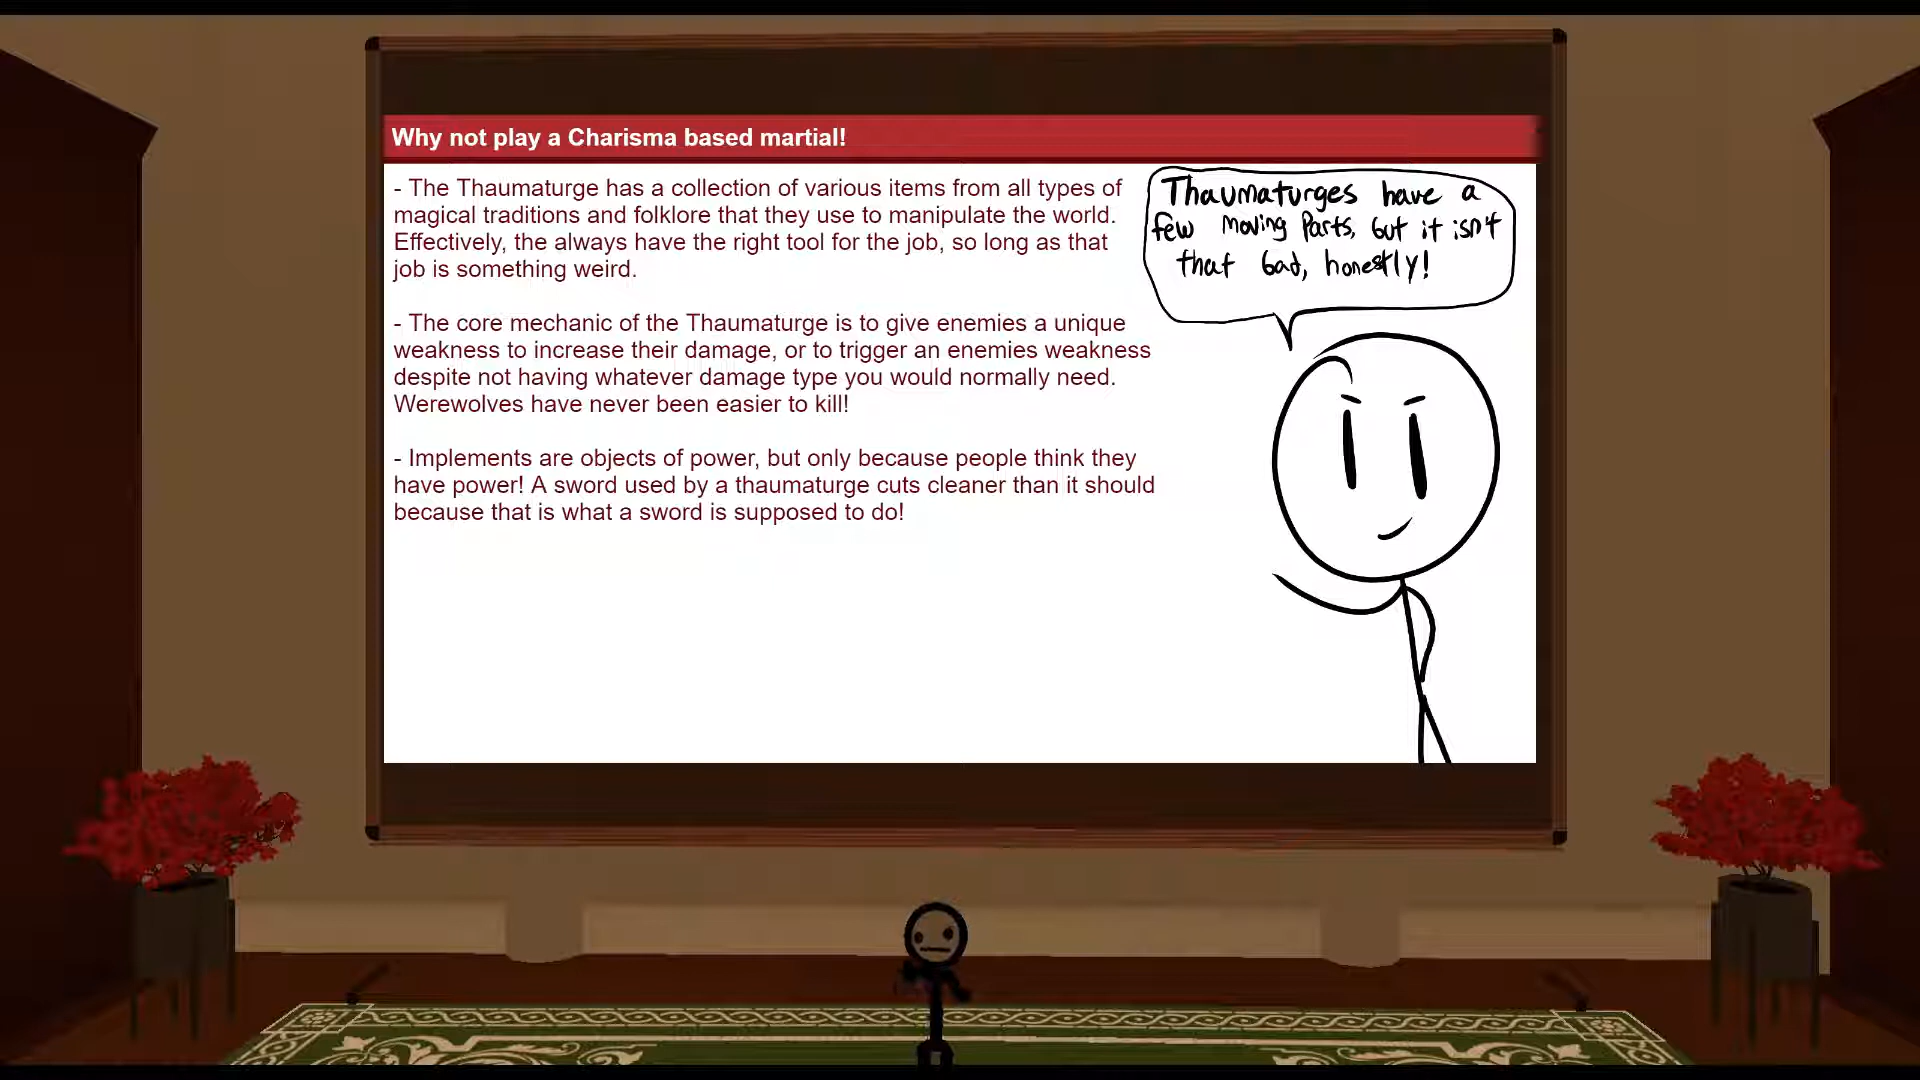 Why not play a Charisma based martial!
- The Thaumaturge has a collection of various items from all types of
magical traditions and folklore that they use to manipulate the world.
Effectively, the always have the right tool for the job, so long as that
job is something weird.
- The core mechanic of the Thaumaturge is to give enemies a unique
weakness to increase their damage, or to trigger an enemies weakness
despite not having whatever damage type you would normally need.
Werewolves have never been easier to kill!
- Implements are objects of power, but only because people think they
have power! A sword used by a thaumaturge cuts cleaner than it should
because that is what a sword is supposed to do!
Thaumaturges have a
few moving parts, but it isn't
that bad, honestly!